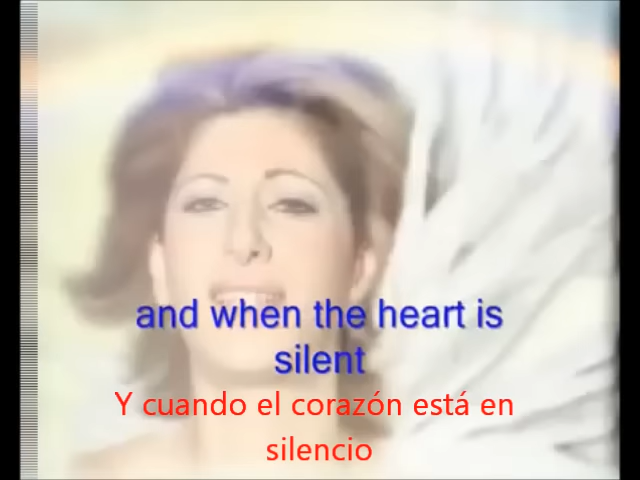 and when the heart is
silent
Y cuando el corazón está en
silencio